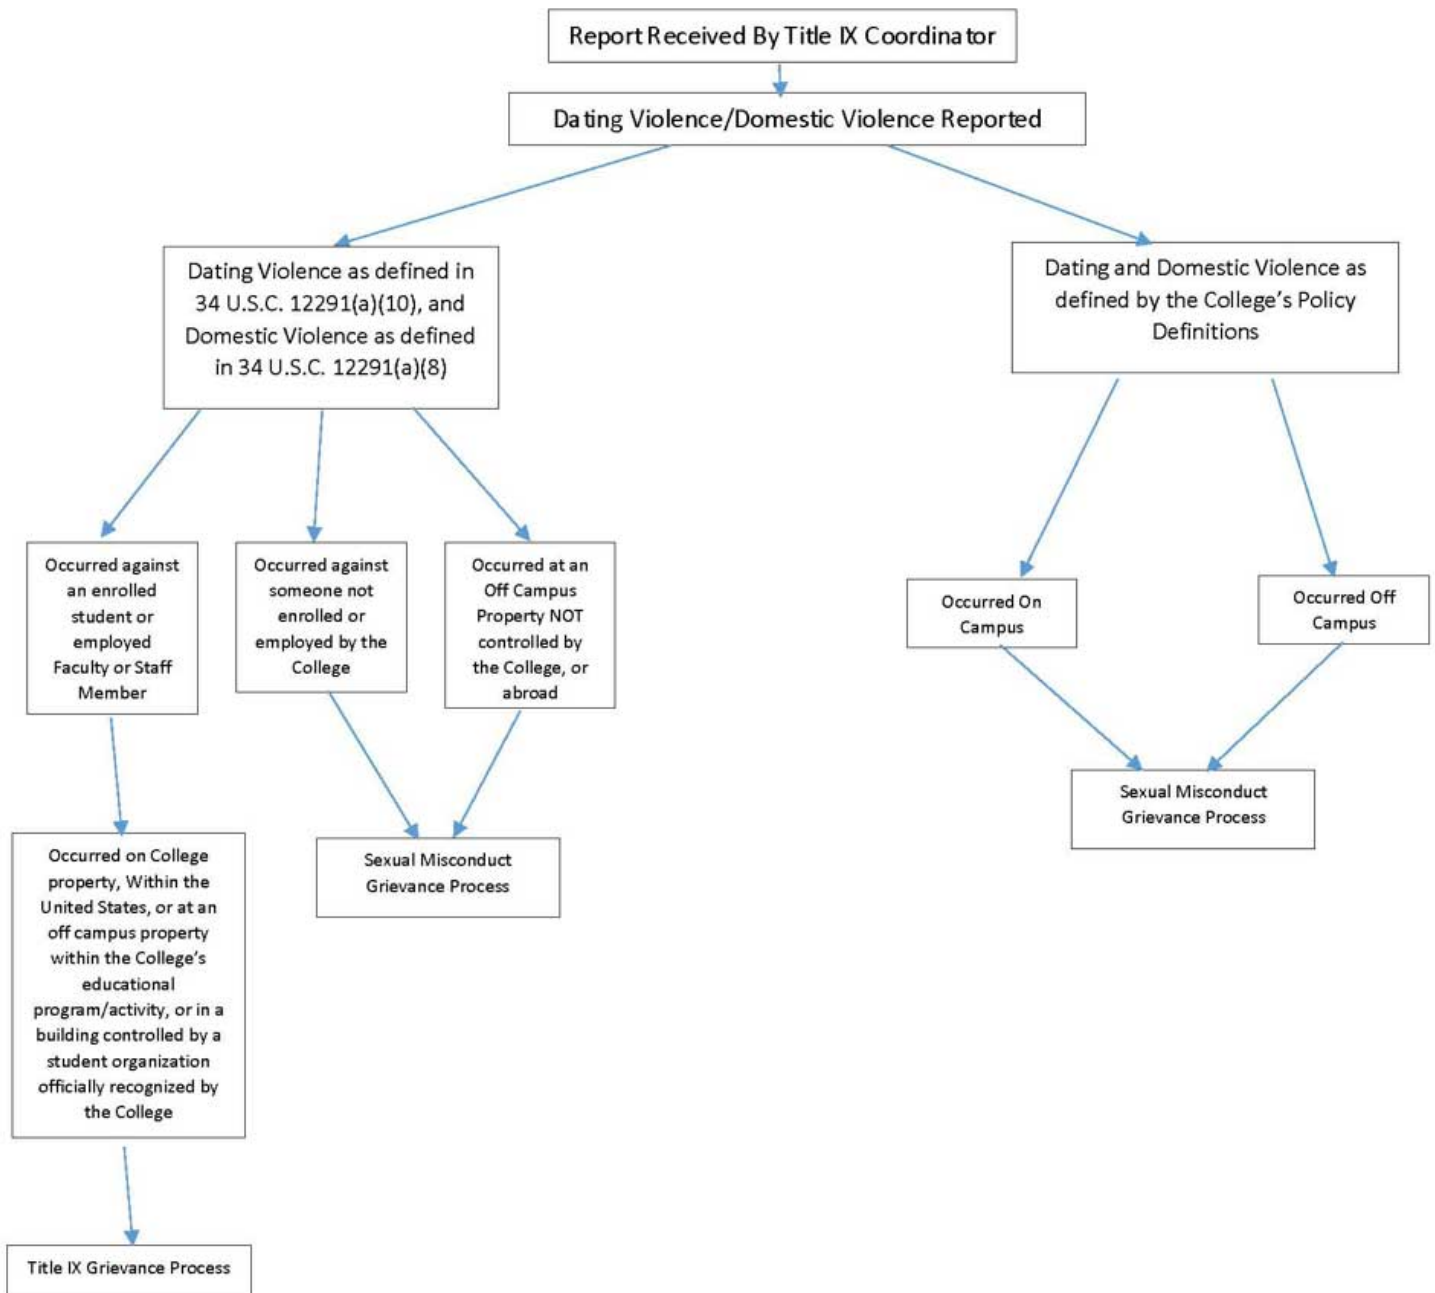 Report Received By Title IX Coordinator
Dating Violence/Domestic Violence Reported
Dating Violence as defined in
34 U.S.C. 12291(a)(10), and
Domestic Violence as defined
in 34 U.S.C. 12291(a)(8)
Dating and Domestic Violence as
defined by the College's Policy
Definitions
Occurred against
an enrolled
student or
employed
Faculty or Staff
Member
Occurred against
someone not
enrolled or
employed by the
College
Occurred at an
Off Campus
Property NOT
controlled by
the College, or
abroad
Occurred On
Campus
Occurred Off
Campus
Occurred on College
property, Within the
United States, or at an
off campus property
within the College's
educational
program/activity, or in a
building controlled by a
student organization
officially recognized by
the College
Sexual Misconduct
Grievance Process
Sexual Misconduct
Grievance Process
Title IX Grievance Process